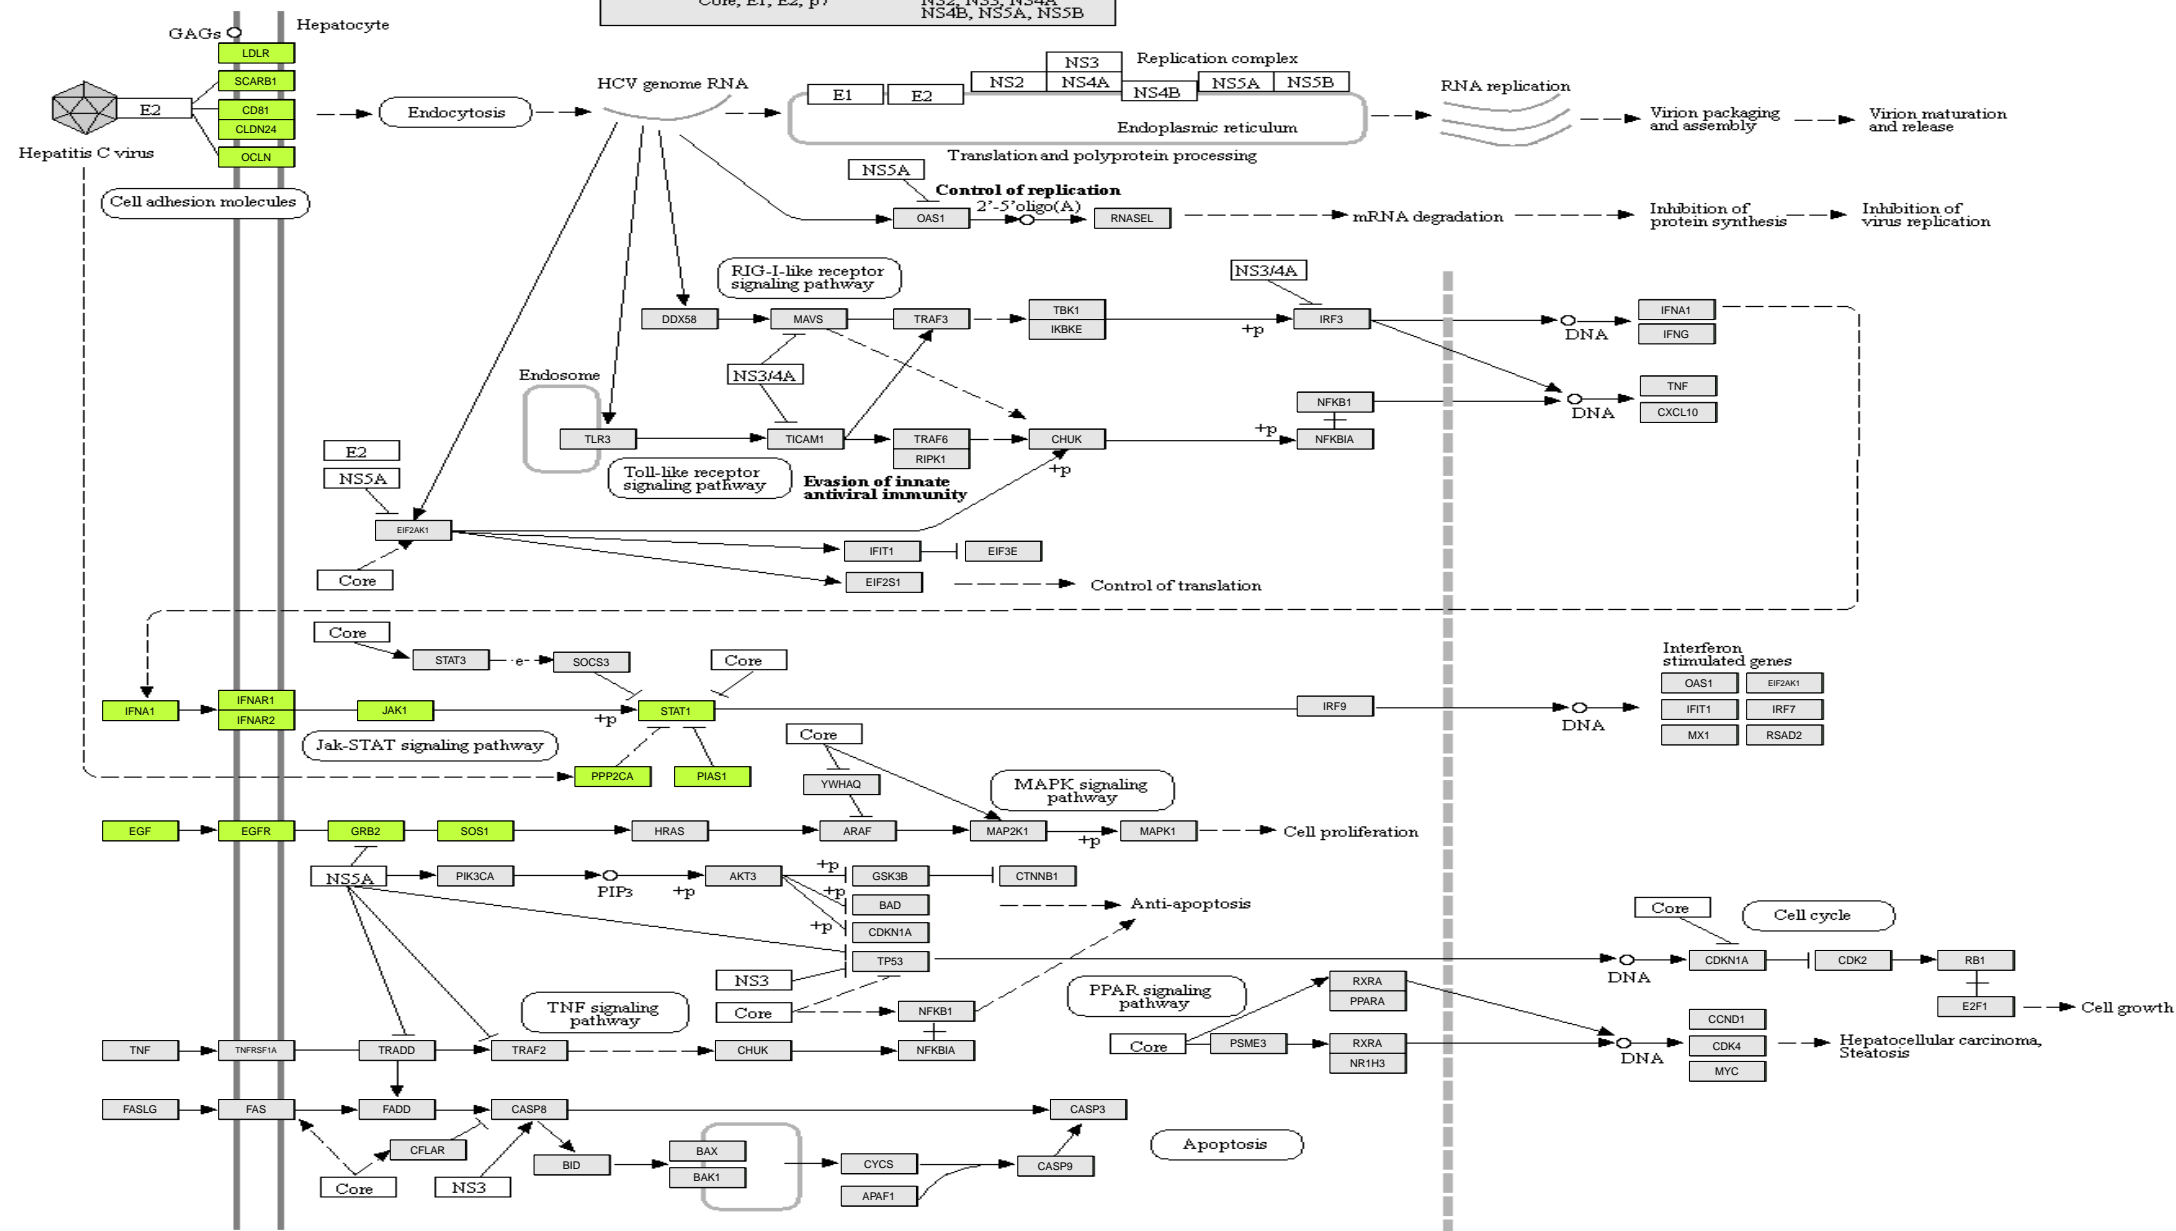 Core, E1, E2, p7
NS2, NS3, NS4A
NS4B, NS5A, NS5B
GAGs
Hepatocyte
LDLR
SCARB1
CD81
CLDN24
OCLN
E2
Hepatitis C virus
Cell adhesion molecules
Endocytosis
HCV genome RNA
E1
E2
NS2
NS3
NS4A
NS4B
NS5A
NS5B
Replication complex
Endoplasmic reticulum
Translation and polyprotein processing
RNA replication
Virion packaging
and assembly
Virion maturation
and release
NS5A
Control of replication
2'-5'oligo(A)
OAS1
RNASEL
mRNA degradation
Inhibition of
protein synthesis
Inhibition of
virus replication
RIG-I-like receptor
signaling pathway
NS3/4A
DDX58
MAVS
TRAF3
TBK1
IKBKE
+p
IRF3
DNA
IFNA1
IFNG
NS3/4A
Endosome
TNF
CXCL10
DNA
NFKB1
TLR3
TICAM1
TRAF6
RIPK1
CHUK
+p
+p
NFKBIA
Toll-like receptor
signaling pathway
Evasion of innate
antiviral immunity
E2
NS5A
EIF2AK1
Core
IFIT1
EIF3E
EIF2S1
Control of translation
Core
STAT3
e
SOCS3
Core
Interferon
stimulated genes
OAS1
EIF2AK1
IFIT1
IRF7
MX1
RSAD2
IFNA1
IFNAR1
IFNAR2
JAK1
+p
STAT1
IRF9
DNA
Jak-STAT signaling pathway
PPP2CA
PIAS1
Core
YWHAQ
MAPK signaling
pathway
EGF
EGFR
GRB2
SOS1
HRAS
ARAF
MAP2K1
+p
MAPK1
Cell proliferation
NS5A
PIK3CA
PIP3
+p
AKT3
+p
+p
+p
GSK3B
CTNNB1
BAD
CDKN1A
TP53
Anti-apoptosis
NS3
Core
NFKB1
Core
Cell cycle
DNA
CDKN1A
CDK2
RB1
E2F1
Cell growth
PPAR signaling
pathway
RXRA
PPARA
Core
PSME3
RXRA
NR1H3
DNA
CCND1
CDK4
MYC
Hepatocellular carcinoma,
Steatosis
TNF signaling
pathway
TNF
TNFRSF1A
TRADD
TRAF2
CHUK
NFKBIA
FASLG
FAS
FADD
CASP8
CASP3
CFLAR
Core
NS3
BID
BAX
BAK1
CYCS
APAF1
CASP9
Apoptosis